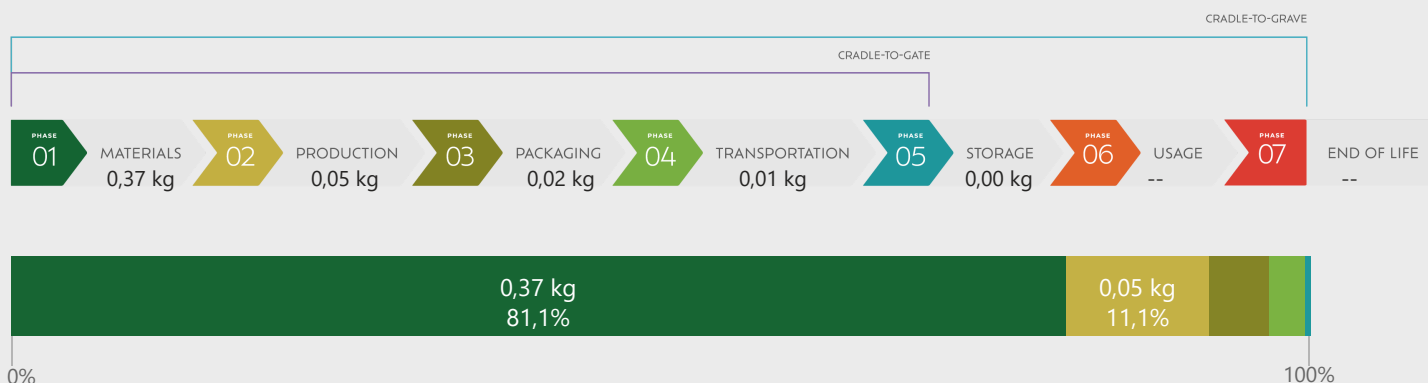 CRADLE-TO-GRAVE
CRADLE-TO-GATE
PHASE
01
MATERIALS
0,37 kg
PHASE
02
PRODUCTION
0,05 kg
PHASE
03
PACKAGING
0,02 kg
PHASE
04
TRANSPORTATION
0,01 kg
PHASE
05
STORAGE
0,00 kg
PHASE
06
USAGE
--
PHASE
07
END OF LIFE
--
0,37 kg
81,1%
0,05 kg
11,1%
0%
100%